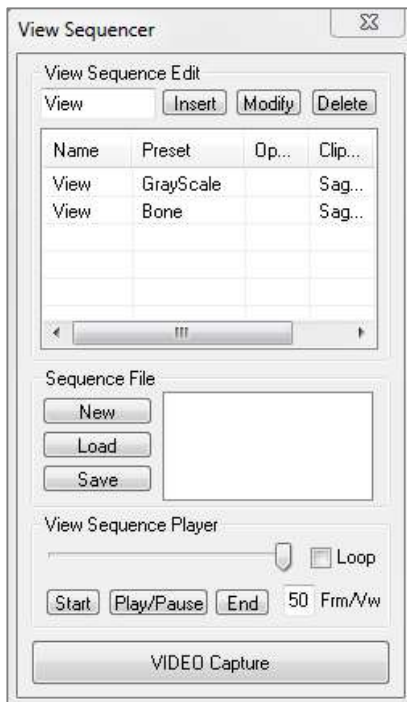 View Sequencer
View Sequence Edit
View Insert Modify Delete
Name Preset Op... Clip...
View GrayScale Sag...
View Bone Sag...
Sequence File
New
Load
Save
View Sequence Player
Loop
Start Play/Pause End 50 Frm/Vw
VIDEO Capture